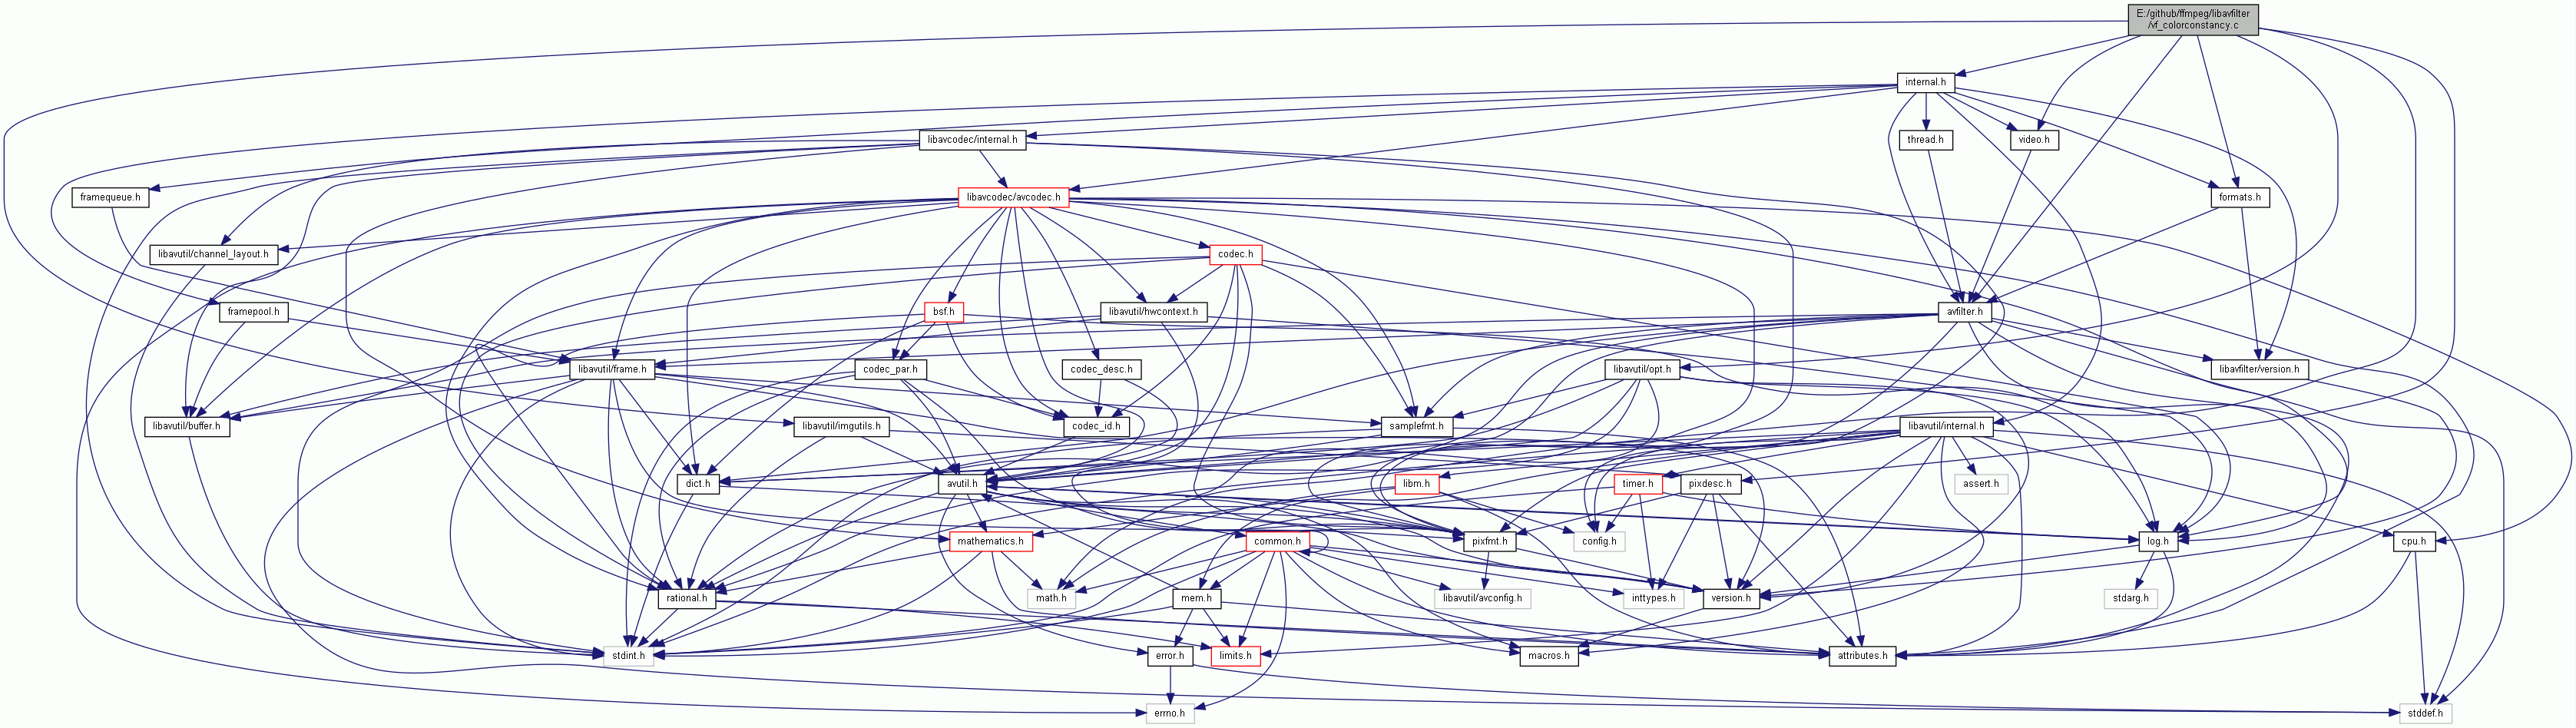 E:/github/ffmpeg/libavfilter
/vf_colorconstancy.c
internal.h
libavcodec/internal.h
thread.h
video.h
framequeue.h
libavcodec/avcodec.h
formats.h
libavutil/channel_layout.h
codec.h
framepool.h
bsf.h
libavutil/hwcontext.h
avfilter.h
libavutil/frame.h
codec_par.h
codec_desc.h
libavutil/opt.h
libavfilter/version.h
libavutil/buffer.h
libavutil/imgutils.h
codec_id.h
samplefmt.h
libavutil/internal.h
dict.h
avutil.h
libm.h
timer.h
pixdesc.h
assert.h
mathematics.h
common.h
pixfmt.h
config.h
log.h
cpu.h
rational.h
math.h
mem.h
libavutil/avconfig.h
inttypes.h
version.h
stdarg.h
stdint.h
error.h
limits.h
macros.h
attributes.h
errno.h
stddef.h